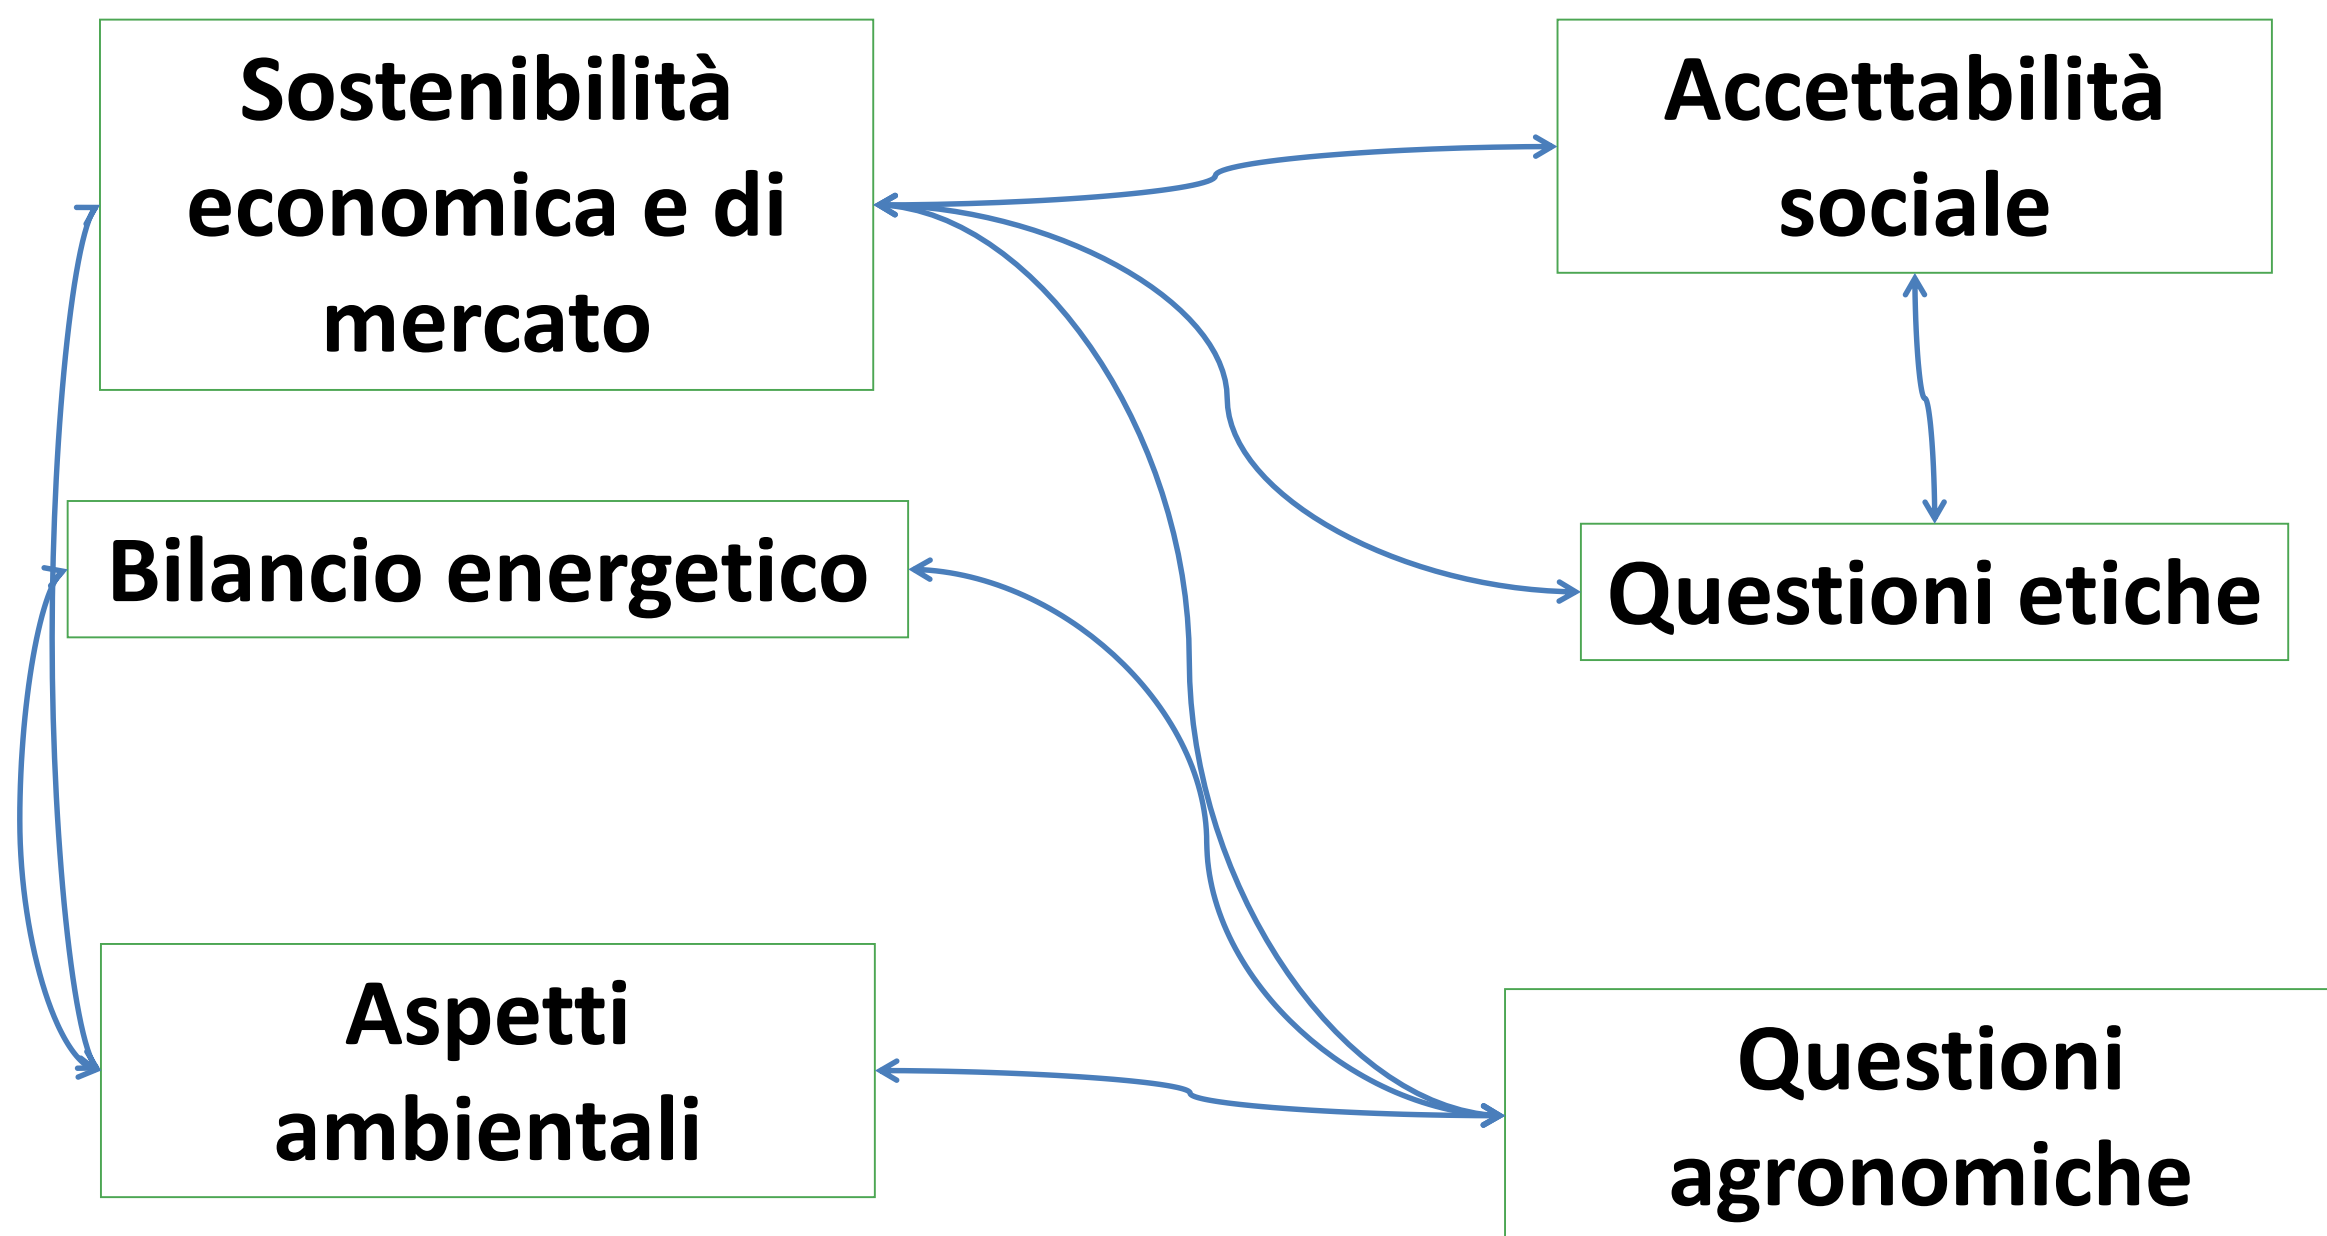 Sostenibilità
economica e di
mercato
Accettabilità
sociale
Bilancio energetico
Questioni etiche
Aspetti
ambientali
Questioni
agronomiche